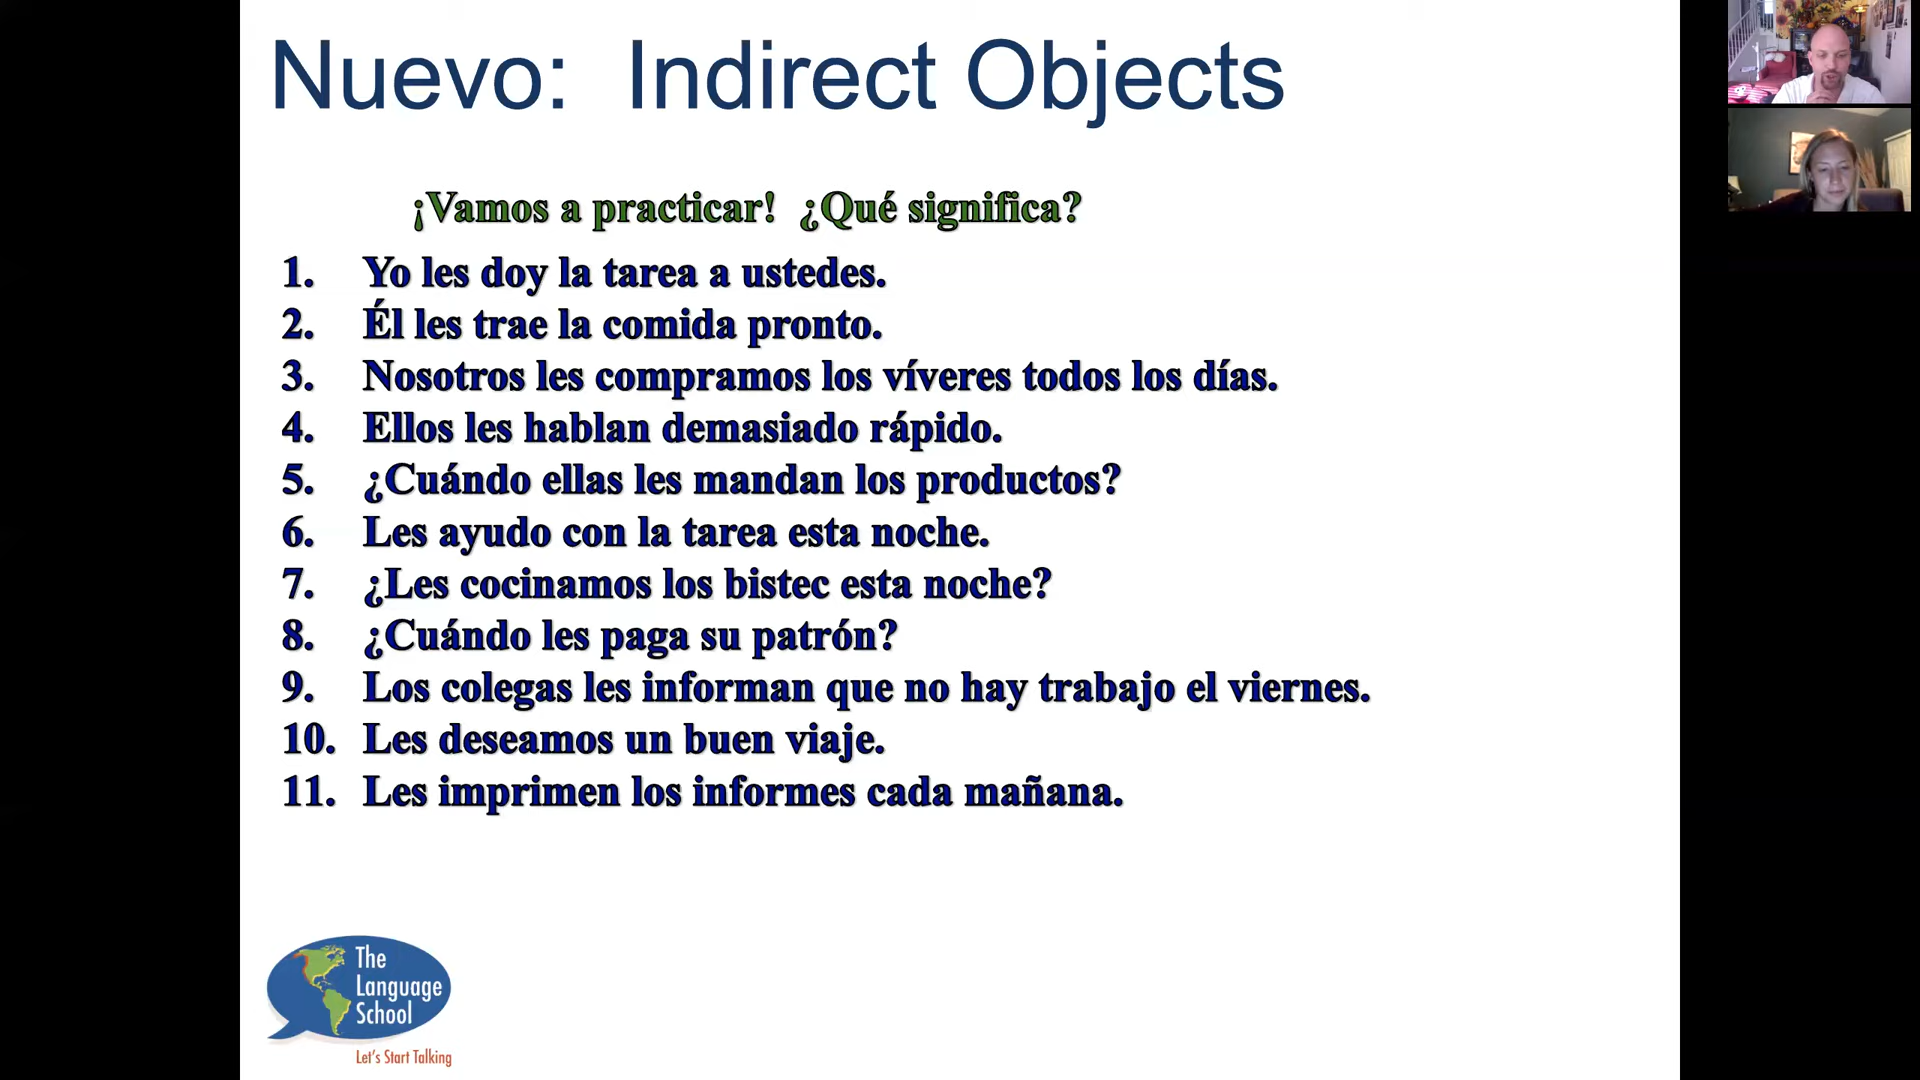 Nuevo: Indirect Objects
¡Vamos a practicar! ¿Qué significa?
1. Yo les doy la tarea a ustedes.
2. Él les trae la comida pronto.
3. Nosotros les compramos los víveres todos los días.
4. Ellos les hablan demasiado rápido.
5. ¿Cuándo ellas les mandan los productos?
6. Les ayudo con la tarea esta noche.
7. ¿Les cocinamos los bistec esta noche?
8. ¿Cuándo les paga su patrón?
9. Los colegas les informan que no hay trabajo el viernes.
10. Les deseamos un buen viaje.
11. Les imprimen los informes cada mañana.
The
Language
School
Let's Start Talking